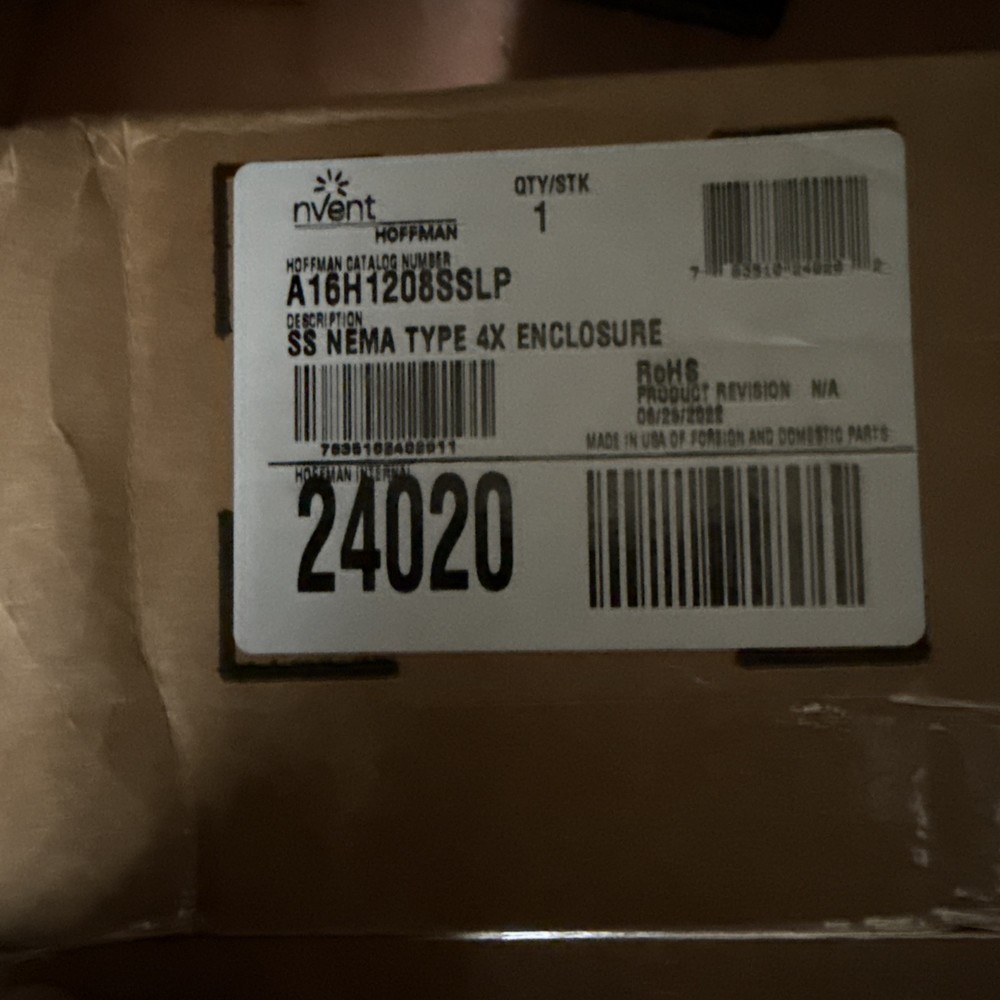 nvent
HOFFMAN
QTY/STK
1
HOFFMAN CATALOG NUMBER
A16H1208SSLP
DESCRIPTION
SS NEMA TYPE 4X ENCLOSURE
RoHS
PRODUCT REVISION N/A
MADE IN USA OF FOREIGN AND DOMESTIC PARTS
HOFFMAN INTERNAL
24020